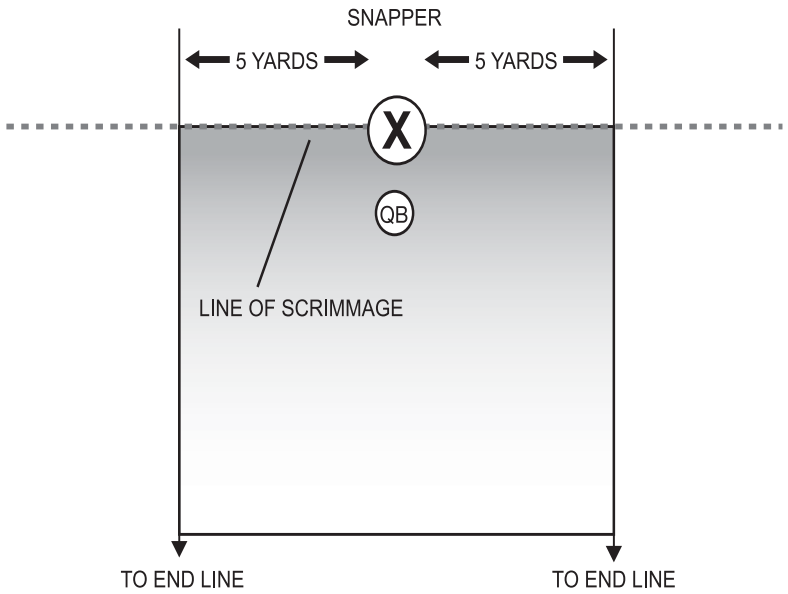 SNAPPER
5 YARDS
5 YARDS
X
QB
LINE OF SCRIMMAGE
TO END LINE
TO END LINE